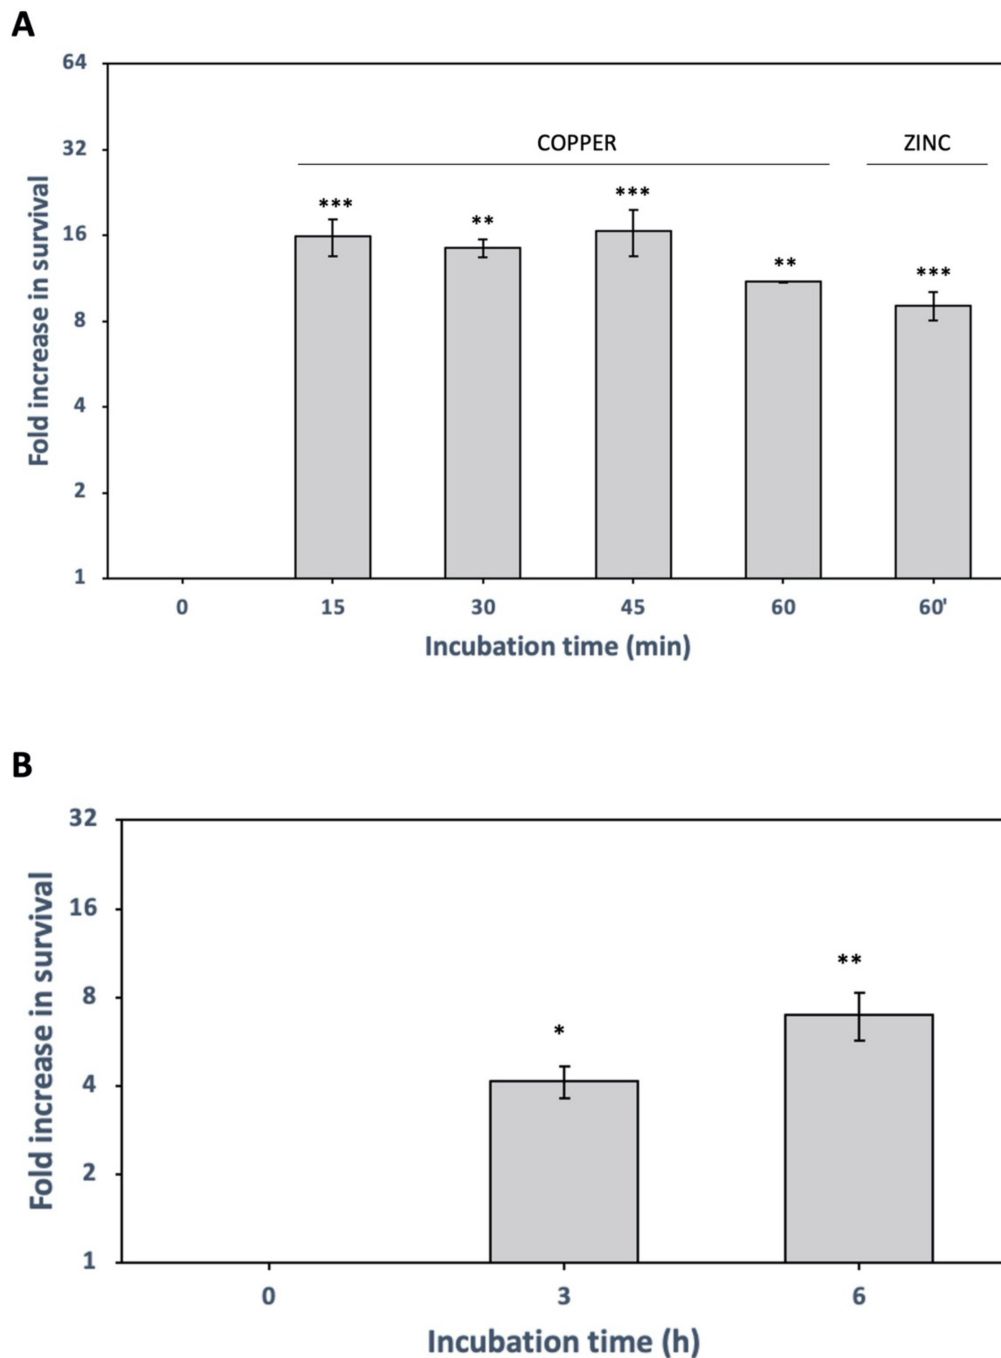 A
64
32
16
8
4
2
1
Fold increase in survival
COPPER
ZINC
***
**
***
**
***
0 15 30 45 60 60'
Incubation time (min)
B
32
16
8
4
2
1
Fold increase in survival
*
**
0 3 6
Incubation time (h)